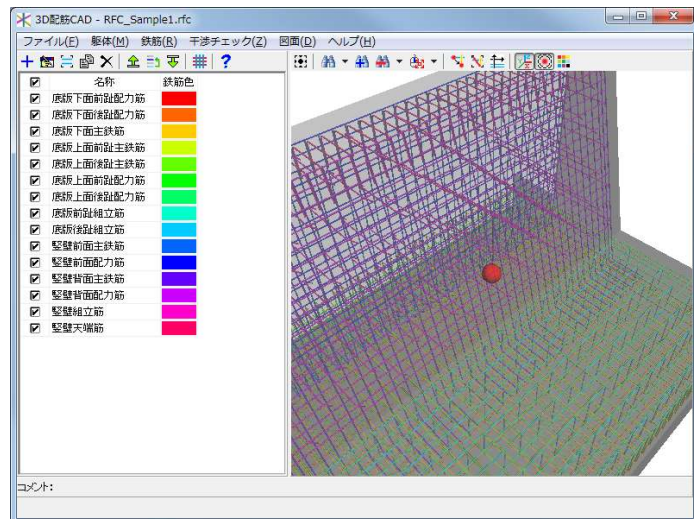 3D配筋CAD - RFC_Sample1.rfc
ファイル(F) 躯体(M) 鉄筋(R) 干渉チェック(Z) 図面(D) ヘルプ(H)
名称 鉄筋色
底版下面前趾配力筋
底版下面後趾配力筋
底版下面主鉄筋
底版上面前趾主鉄筋
底版上面後趾主鉄筋
底版上面前趾配力筋
底版上面後趾配力筋
底版前趾組立筋
底版後趾組立筋
竪壁前面主鉄筋
竪壁前面配力筋
竪壁背面主鉄筋
竪壁背面配力筋
竪壁組立筋
竪壁天端筋
コメント: